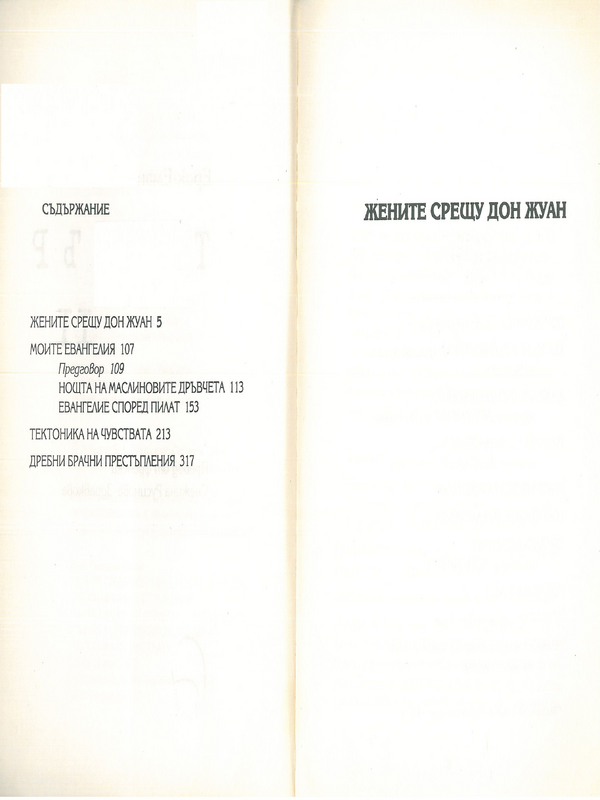 СЪДЪРЖАНИЕ
ЖЕНИТЕ СРЕЩУ ДОН ЖУАН 5
МОИТЕ ЕВАНГЕЛИЯ 107
Предговор 109
НОЩТА НА МАСЛИНОВИТЕ ДРЪВЧЕТА 113
ЕВАНГЕЛИЕ СПОРЕД ПИЛАТ 153
ТЕКТОНИКА НА ЧУВСТВАТА 213
ДРЕБНИ БРАЧНИ ПРЕСТЪПЛЕНИЯ 317
ЖЕНИТЕ СРЕЩУ ДОН ЖУАН